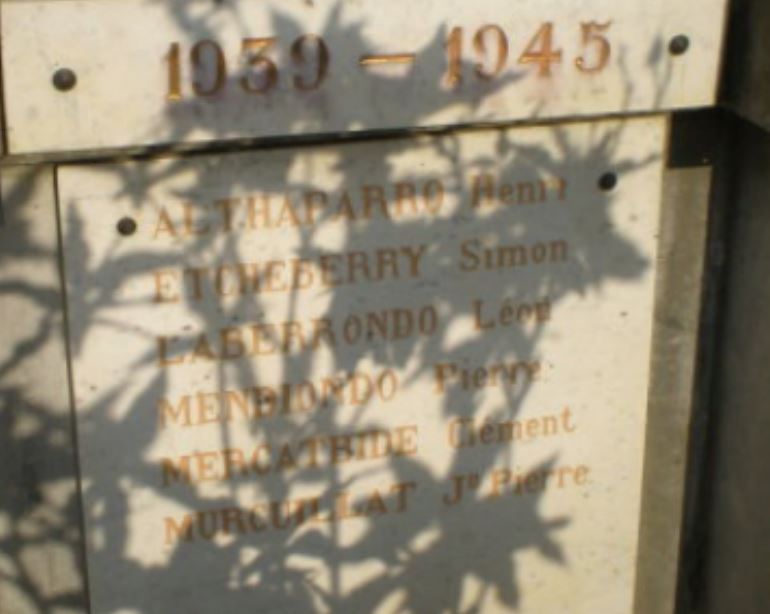 1939 — 1945
ALTHAPARRO Henri
ETCHEBERRY Simon
LABERRONDO Léon
MENDIONDO Pierre
MERCATBIDE Clément
MURCUILLAT Jⁿ Pierre